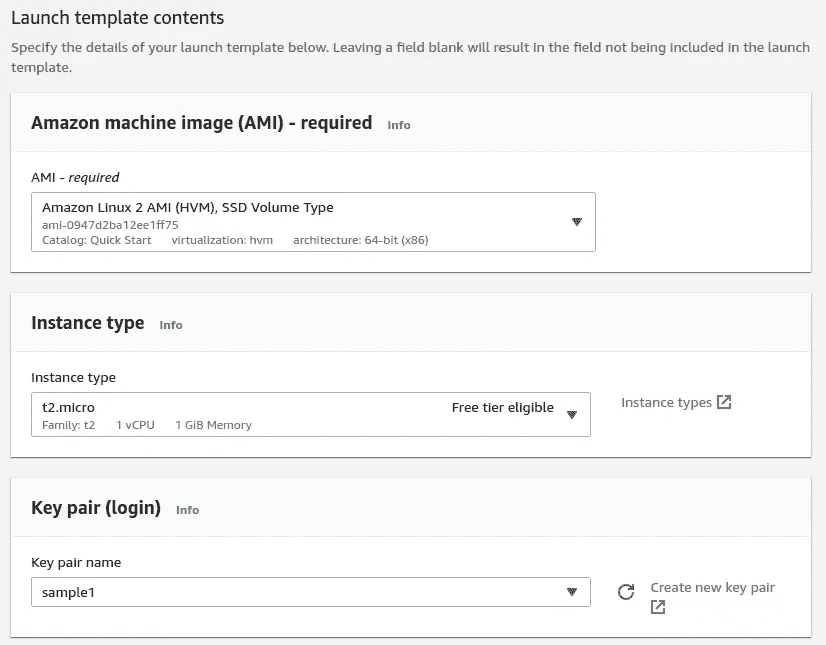 Launch template contents
Specify the details of your launch template below. Leaving a field blank will result in the field not being included in the launch
template.
Amazon machine image (AMI) - required Info
AMI - required
Amazon Linux 2 AMI (HVM), SSD Volume Type
ami-0947d2ba12ee1ff75
Catalog: Quick Start virtualization: hvm architecture: 64-bit (x86)
Instance type Info
Instance type
t2.micro Free tier eligible
Family: t2 1 vCPU 1 GiB Memory
Instance types
Key pair (login) Info
Key pair name
sample1
Create new key pair